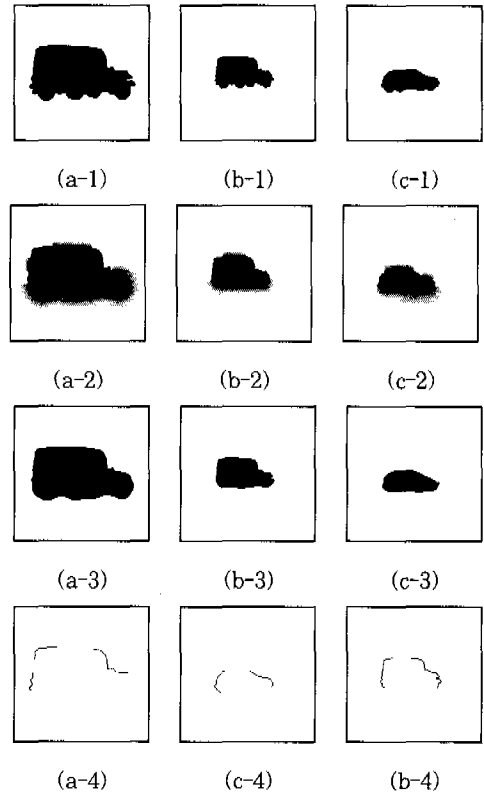 (a-1) (b-1) (c-1)
(a-2) (b-2) (c-2)
(a-3) (b-3) (c-3)
(a-4) (c-4) (b-4)